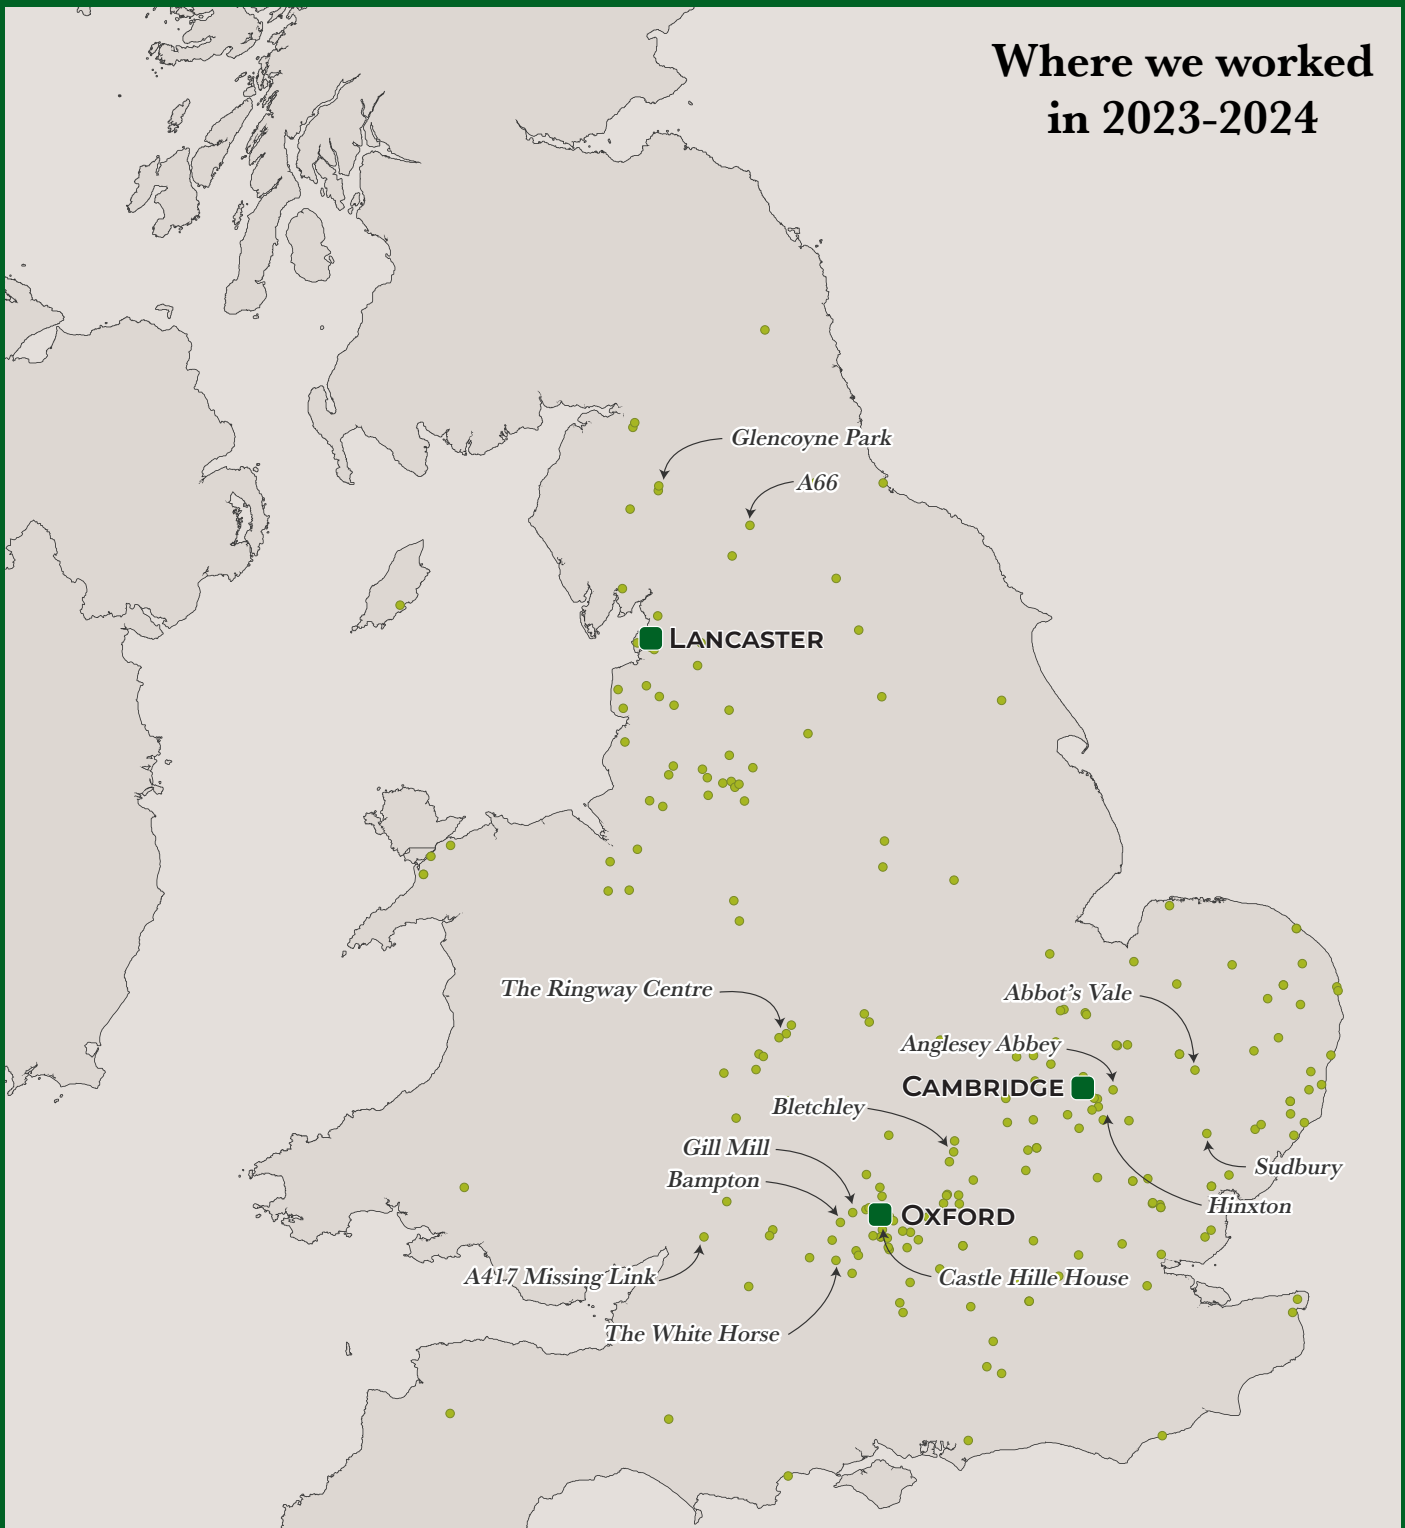 Where we worked
in 2023-2024
Glencoyne Park
A66
LANCASTER
The Ringway Centre
Abbot's Vale
Anglesey Abbey
CAMBRIDGE
Bletchley
Gill Mill
Bampton
Sudbury
Hinxton
OXFORD
A417 Missing Link
Castle Hille House
The White Horse